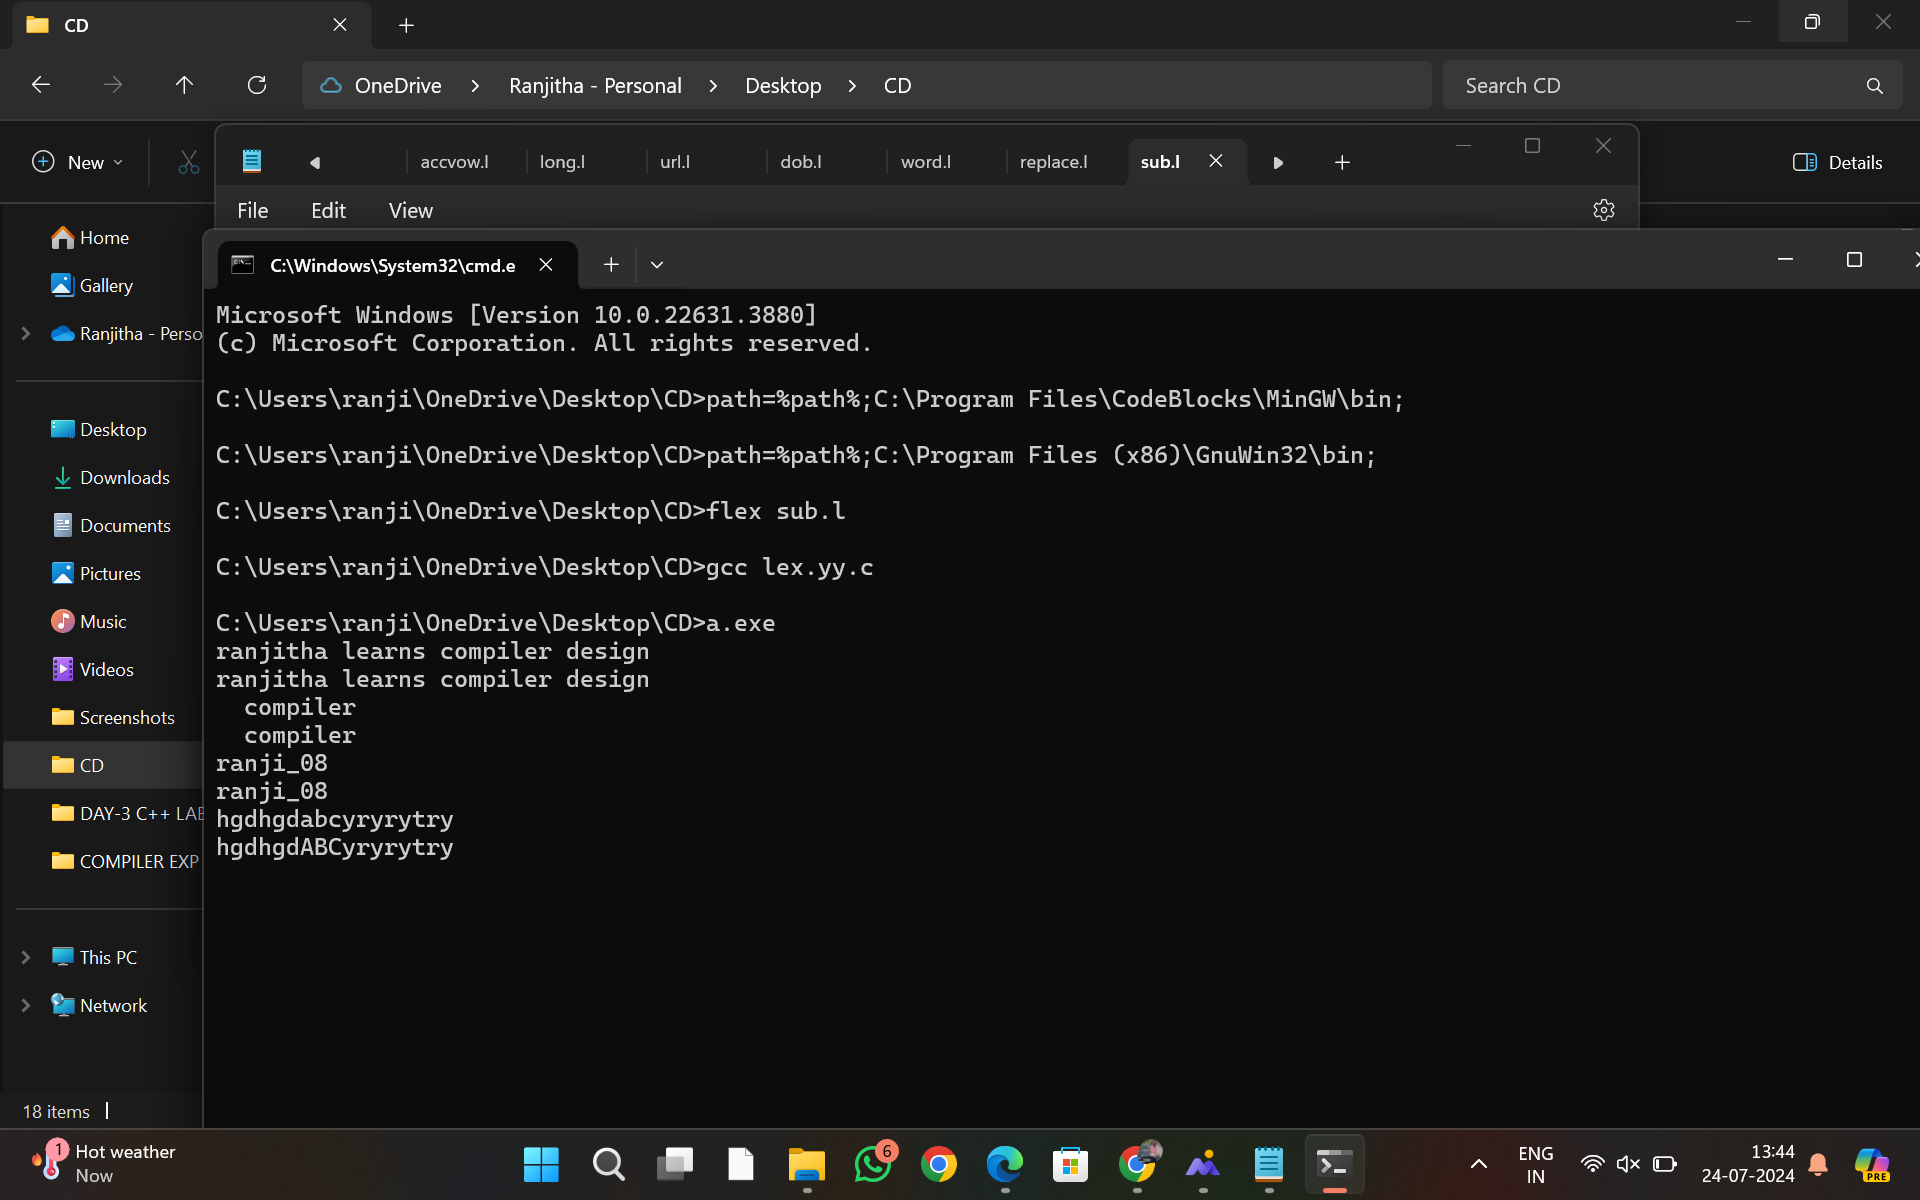 CD
OneDrive > Ranjitha - Personal > Desktop > CD
Search CD
New
accvow.l long.l url.l dob.l word.l replace.l sub.l
Details
File Edit View
Home
Gallery
Ranjitha - Perso
Desktop
Downloads
Documents
Pictures
Music
Videos
Screenshots
CD
DAY-3 C++ LAB
COMPILER EXP
This PC
Network
18 items
C:\Windows\System32\cmd.e
Microsoft Windows [Version 10.0.22631.3880]
(c) Microsoft Corporation. All rights reserved.
C:\Users\ranji\OneDrive\Desktop\CD>path=%path%;C:\Program Files\CodeBlocks\MinGW\bin;
C:\Users\ranji\OneDrive\Desktop\CD>path=%path%;C:\Program Files (x86)\GnuWin32\bin;
C:\Users\ranji\OneDrive\Desktop\CD>flex sub.l
C:\Users\ranji\OneDrive\Desktop\CD>gcc lex.yy.c
C:\Users\ranji\OneDrive\Desktop\CD>a.exe
ranjitha learns compiler design
ranjitha learns compiler design
  compiler
  compiler
ranji_08
ranji_08
hgdhgdabcyryrytry
hgdhgdABCyryrytry
1
Hot weather
Now
6
ENG
IN
13:44
24-07-2024
PRE